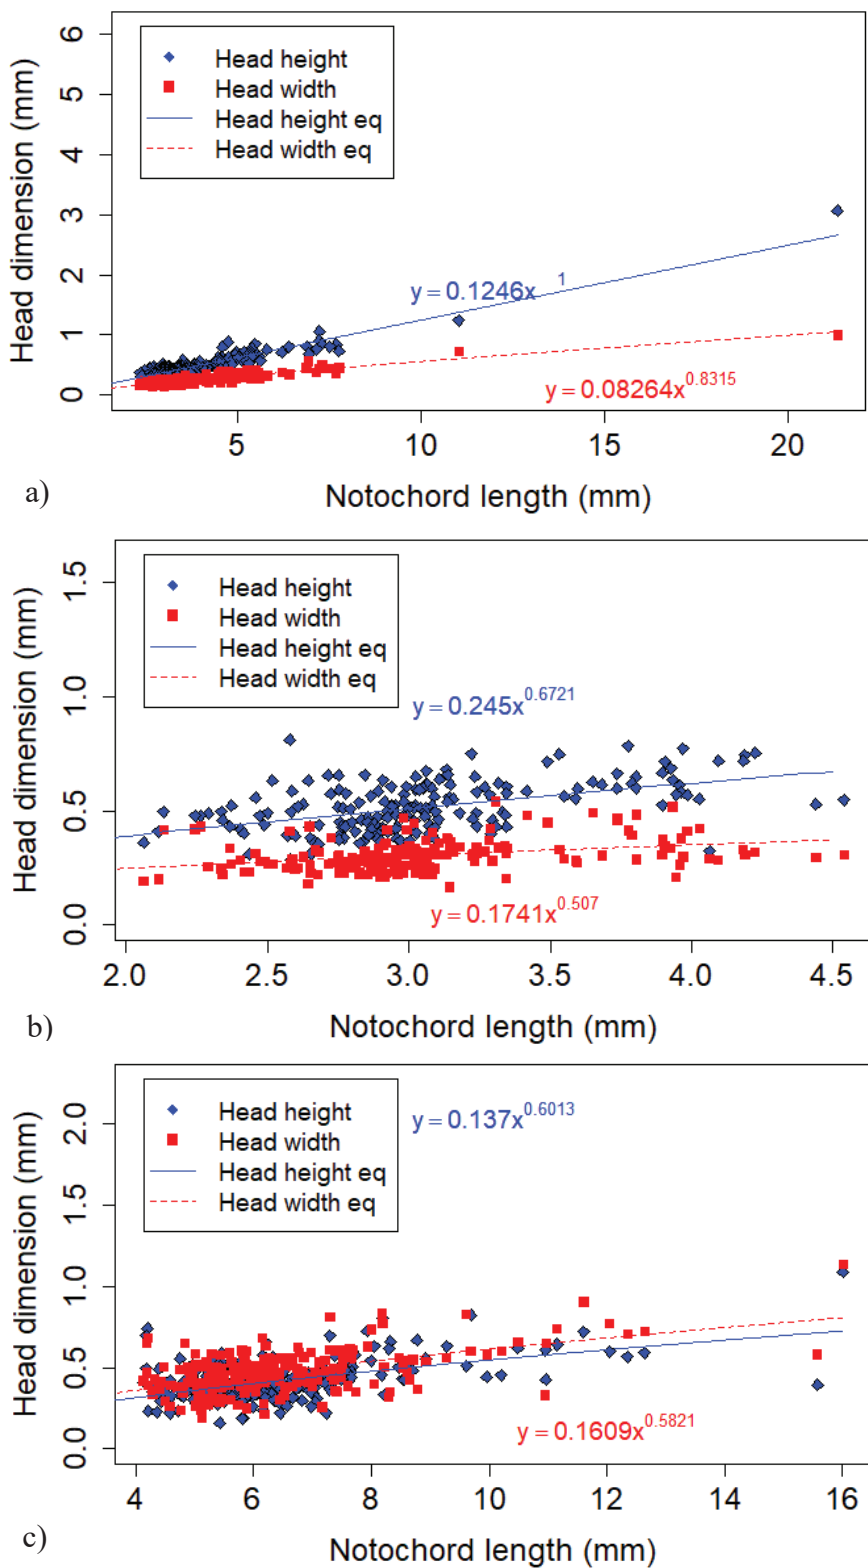 Head dimension (mm)
6
5
4
3
2
1
0
Head height
Head width
Head height eq
Head width eq
y = 0.1246x^1
y = 0.08264x^0.8315
5 10 15 20
Notochord length (mm)
a)
Head dimension (mm)
1.5
1.0
0.5
0.0
Head height
Head width
Head height eq
Head width eq
y = 0.245x^0.6721
y = 0.1741x^0.507
2.0 2.5 3.0 3.5 4.0 4.5
Notochord length (mm)
b)
Head dimension (mm)
2.0
1.5
1.0
0.5
0.0
Head height
Head width
Head height eq
Head width eq
y = 0.137x^0.6013
y = 0.1609x^0.5821
4 6 8 10 12 14 16
Notochord length (mm)
c)